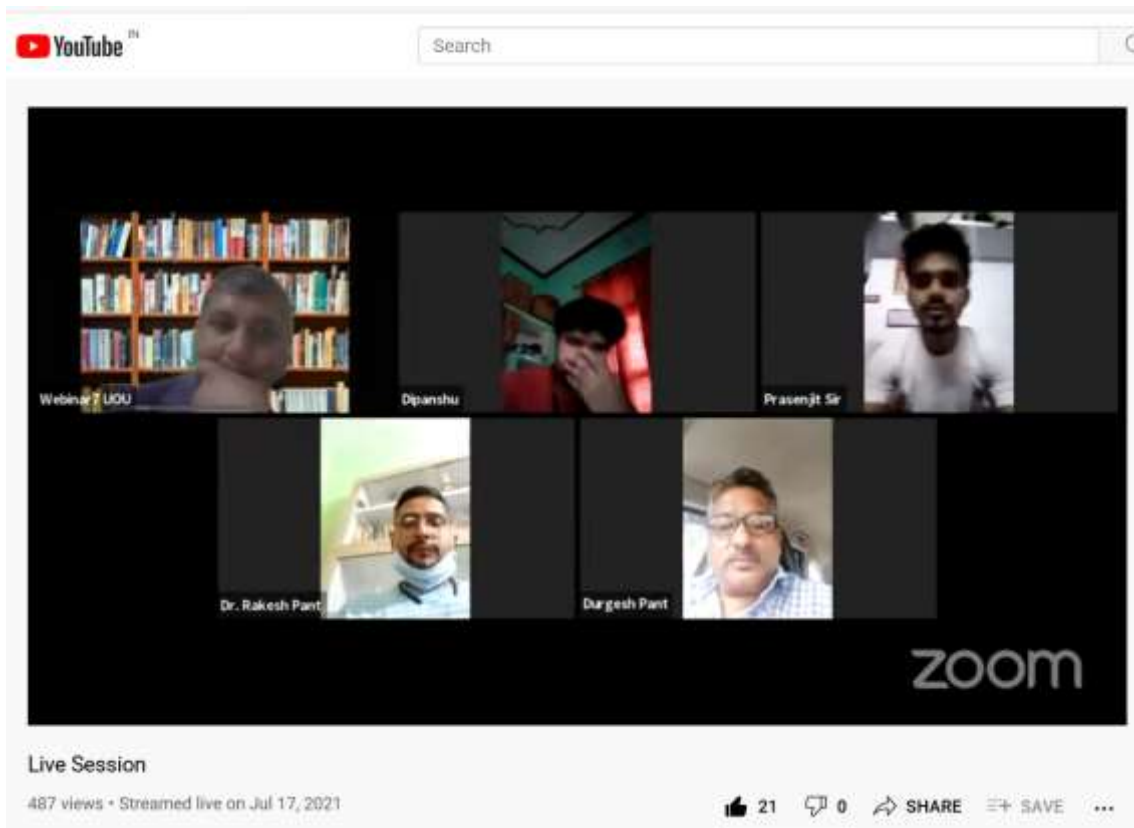 YouTube IN
Search
Webinar7 UOU
Dipanshu
Prasenjit Sir
Dr. Rakesh Pant
Durgesh Pant
zoom
Live Session
487 views • Streamed live on Jul 17, 2021
21 0 SHARE SAVE